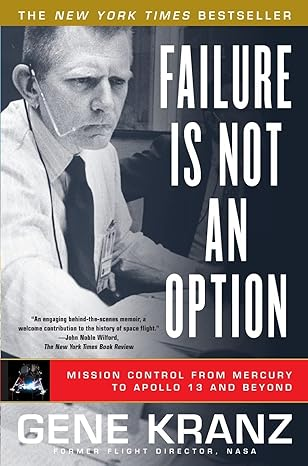 THE NEW YORK TIMES BESTSELLER
FAILURE
IS NOT
AN
OPTION
"An engaging behind-the-scenes memoir, a
welcome contribution to the history of space flight."
—John Noble Wilford,
The New York Times Book Review
MISSION CONTROL FROM MERCURY
TO APOLLO 13 AND BEYOND
GENE KRANZ
FORMER FLIGHT DIRECTOR, NASA